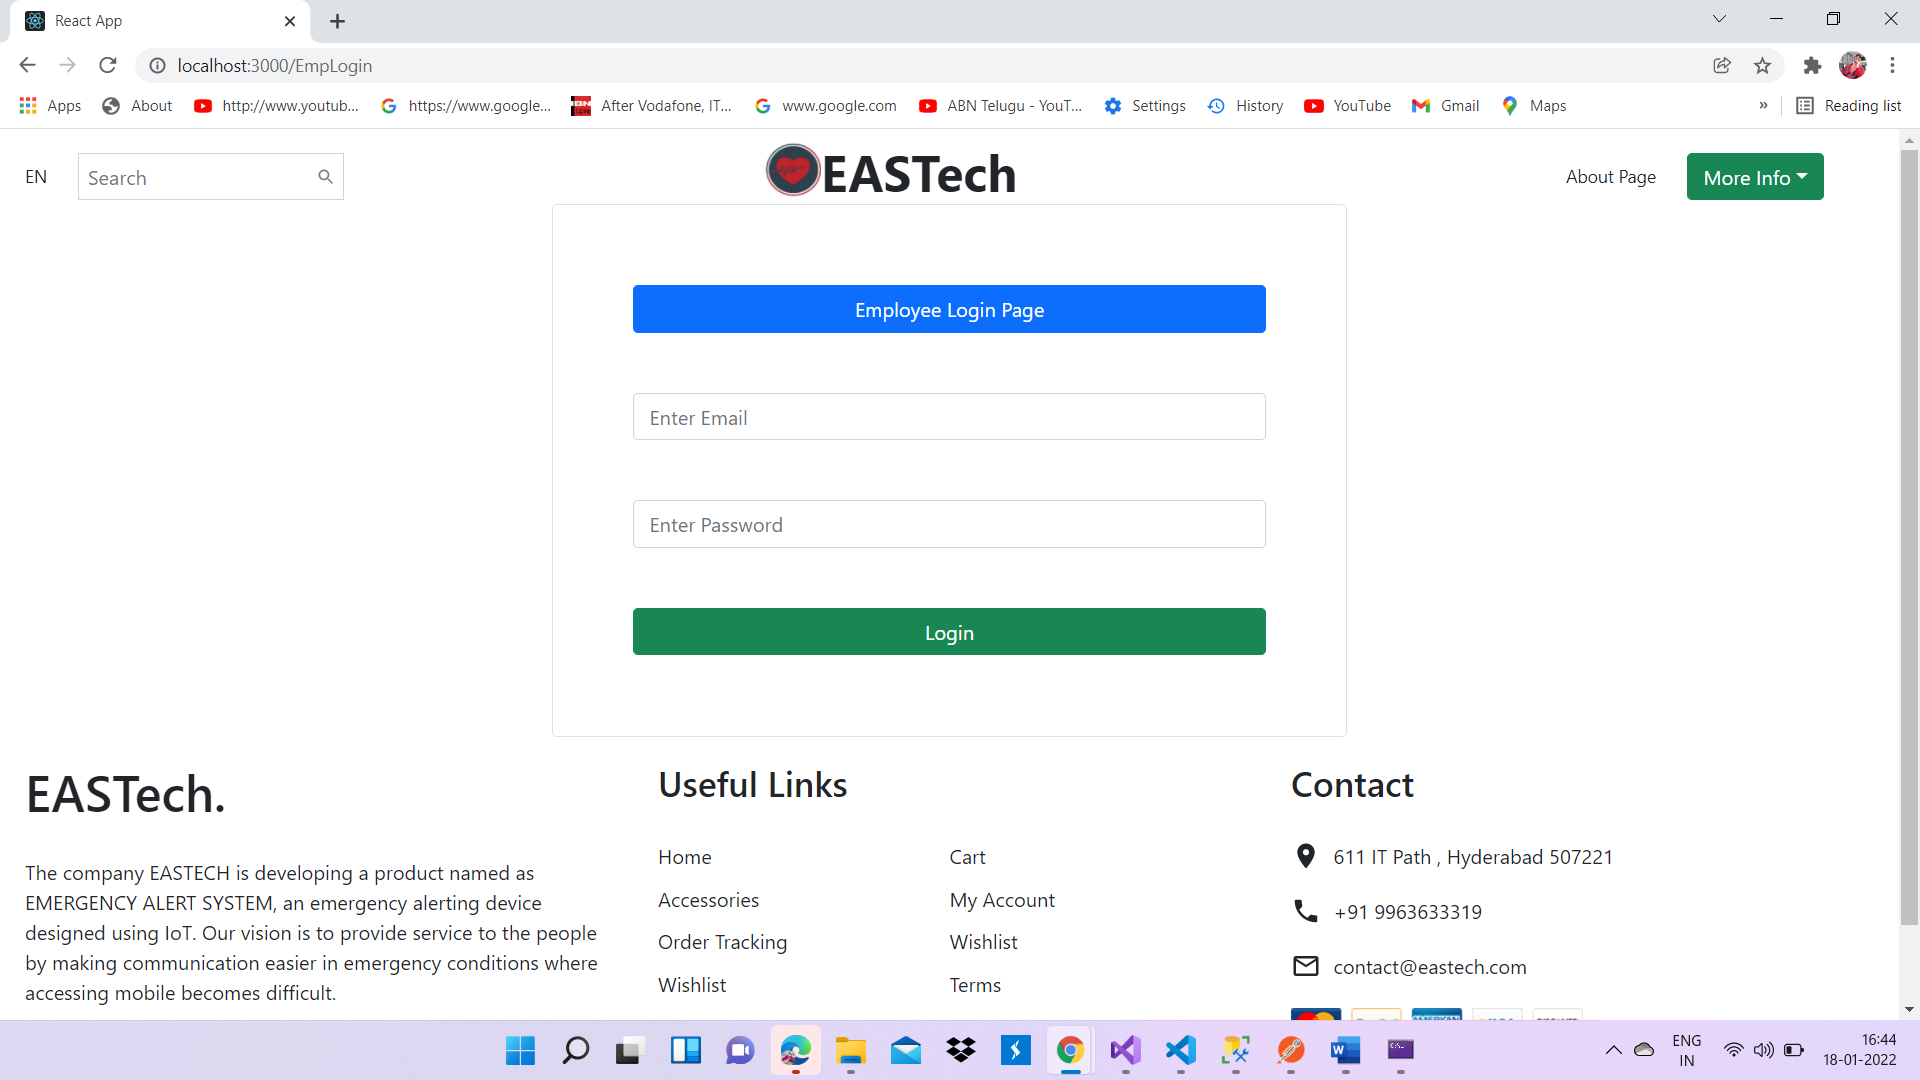 React App
localhost:3000/EmpLogin
Apps About http://www.youtub... https://www.google... After Vodafone, IT... www.google.com ABN Telugu - YouT... Settings History YouTube Gmail Maps » Reading list
EN Search EASTech About Page More Info
Employee Login Page
Enter Email
Enter Password
Login
EASTech.
The company EASTECH is developing a product named as
EMERGENCY ALERT SYSTEM, an emergency alerting device
designed using IoT. Our vision is to provide service to the people
by making communication easier in emergency conditions where
accessing mobile becomes difficult.
Useful Links
Home
Accessories
Order Tracking
Wishlist
Cart
My Account
Wishlist
Terms
Contact
611 IT Path , Hyderabad 507221
+91 9963633319
contact@eastech.com
ENG
IN
16:44
18-01-2022